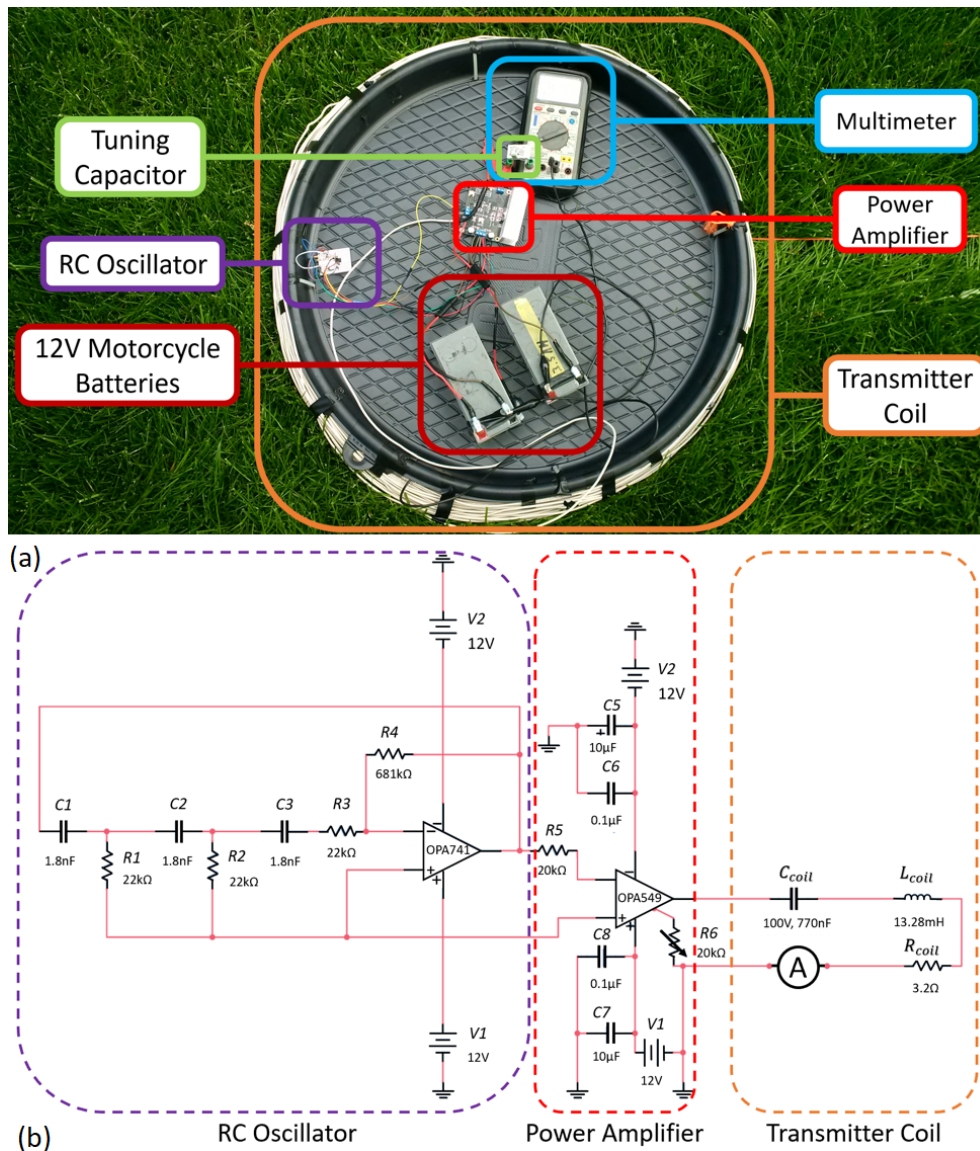 Tuning
Capacitor
Multimeter
Power
Amplifier
RC Oscillator
12V Motorcycle
Batteries
Transmitter
Coil
(a)
V2
12V
V2
12V
R4
681kΩ
C5
+
10µF
C6
0.1µF
C1
1.8nF
C2
1.8nF
C3
1.8nF
R3
22kΩ
R1
22kΩ
R2
22kΩ
−
+
OPA741
−
+
R5
20kΩ
−
+
OPA549
−
+
R6
20kΩ
C8
0.1µF
C7
10µF
V1
12V
V1
12V
Ccoil
100V, 770nF
Lcoil
13.28mH
Rcoil
3.2Ω
A
(b)
RC Oscillator
Power Amplifier
Transmitter Coil